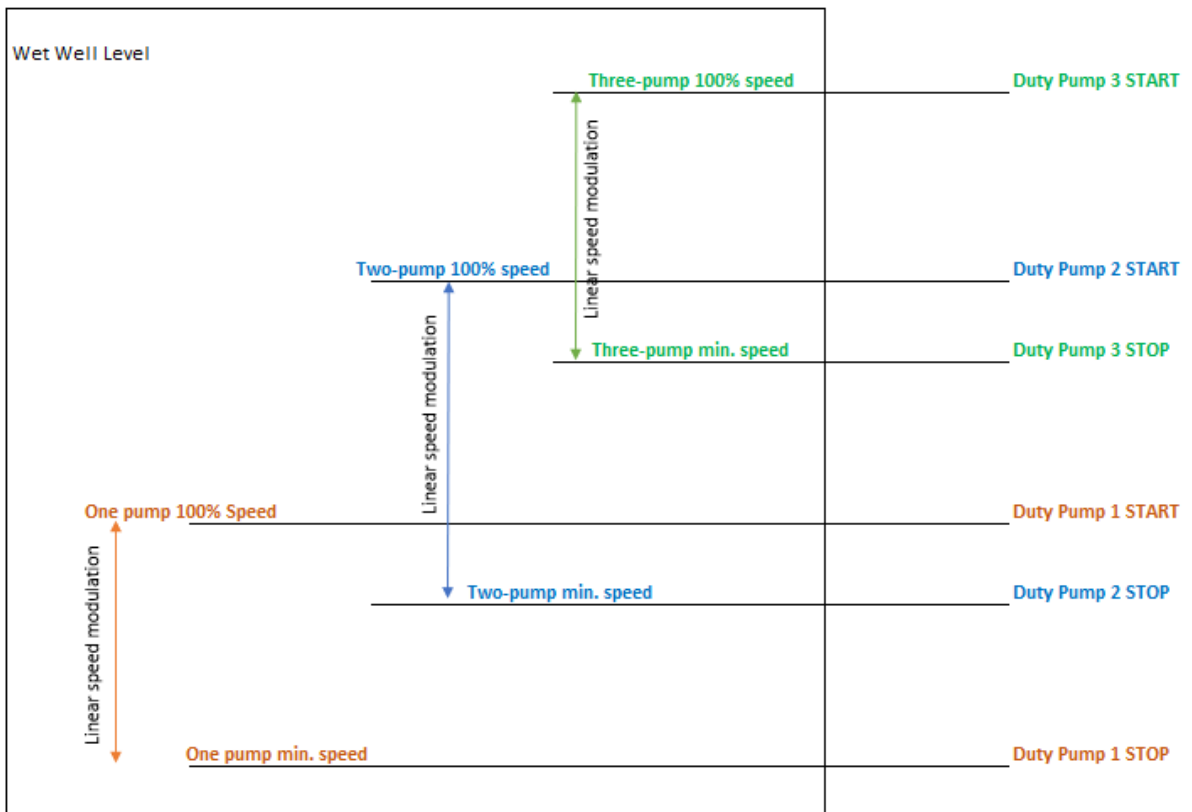 Wet Well Level
Three-pump 100% speed
Duty Pump 3 START
Linear speed modulation
Two-pump 100% speed
Duty Pump 2 START
Three-pump min. speed
Duty Pump 3 STOP
Linear speed modulation
One pump 100% Speed
Duty Pump 1 START
Linear speed modulation
Two-pump min. speed
Duty Pump 2 STOP
One pump min. speed
Duty Pump 1 STOP